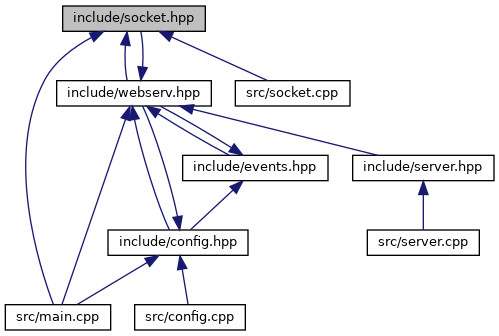 include/socket.hpp
include/webserv.hpp
src/socket.cpp
include/events.hpp
include/server.hpp
include/config.hpp
src/server.cpp
src/main.cpp
src/config.cpp